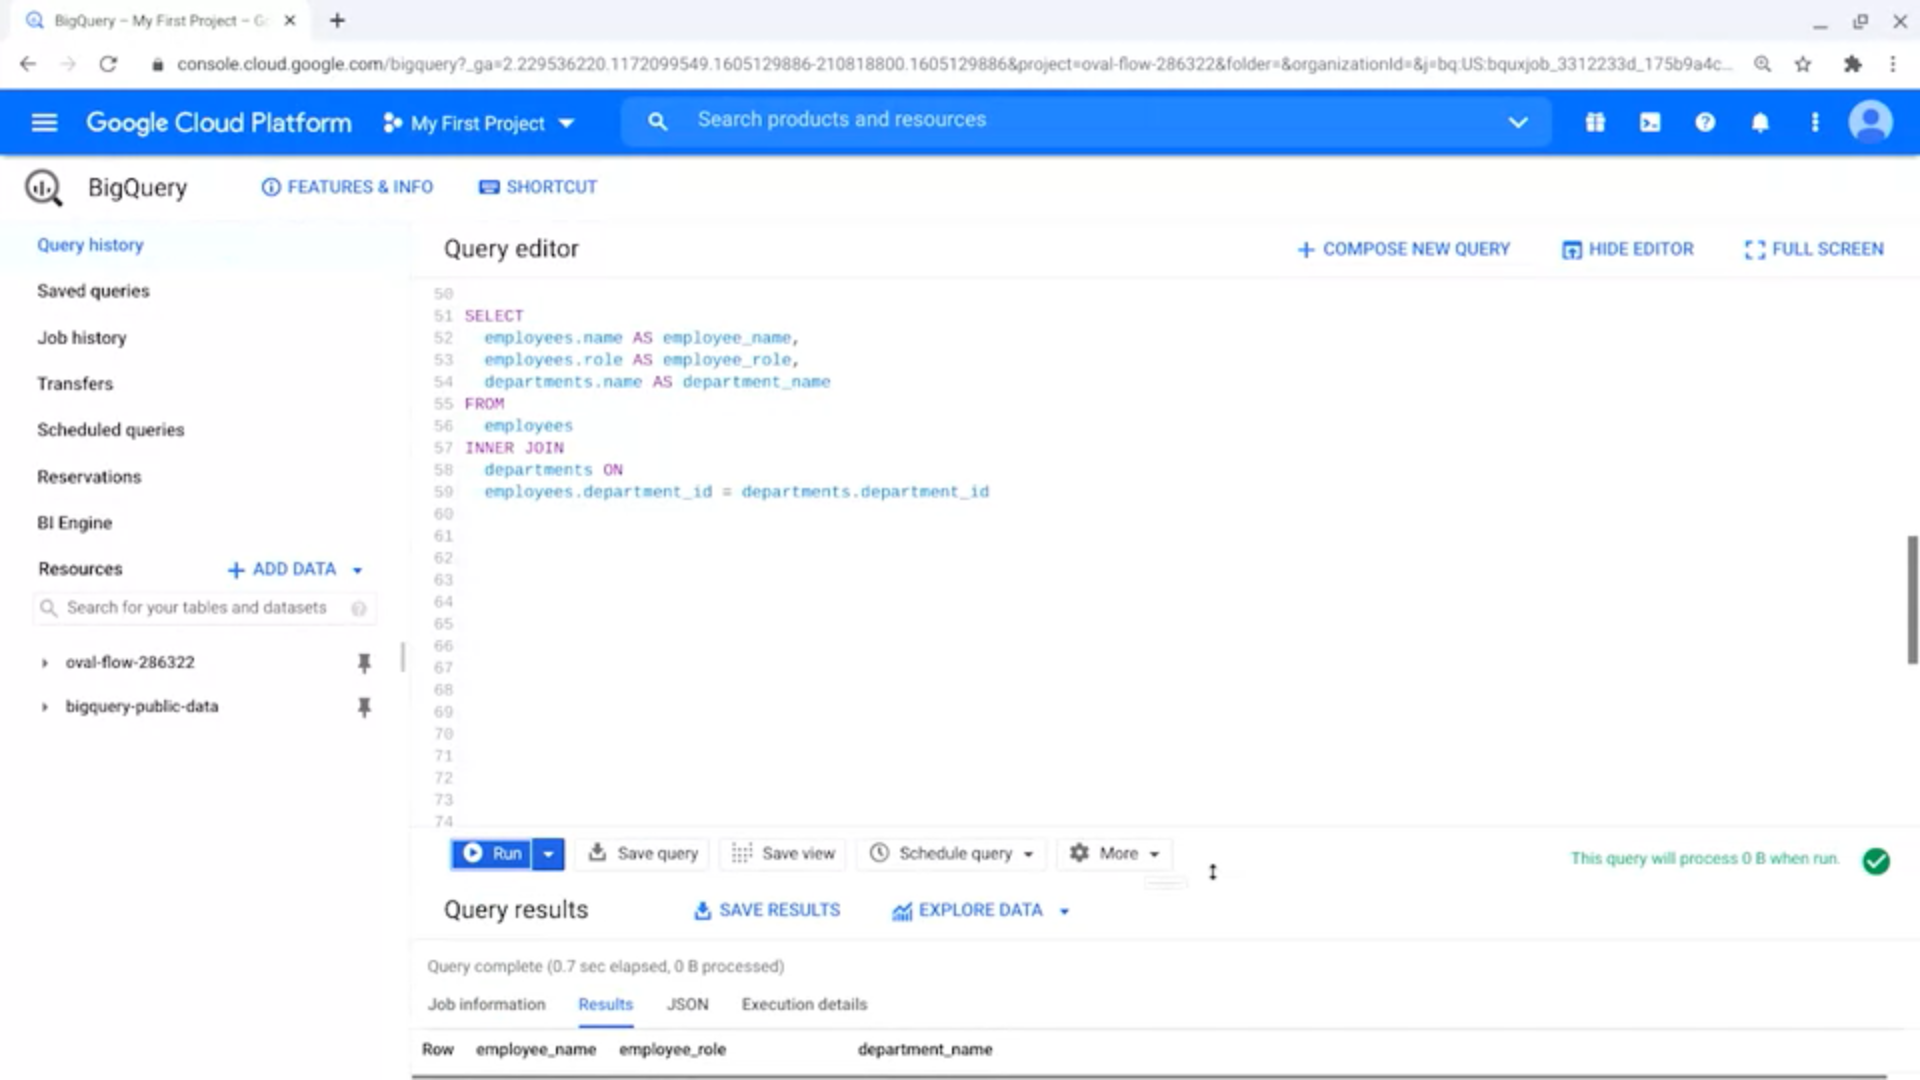 BigQuery – My First Project – G
console.cloud.google.com/bigquery?_ga=2.229536220.1172099549.1605129886-210818800.1605129886&project=oval-flow-286322&folder=&organizationId=&j=bq:US:bquxjob_3312233d_175b9a4c...
Google Cloud Platform
My First Project
Search products and resources
BigQuery
FEATURES & INFO
SHORTCUT
Query history
Saved queries
Job history
Transfers
Scheduled queries
Reservations
BI Engine
Resources
ADD DATA
Search for your tables and datasets
oval-flow-286322
bigquery-public-data
Query editor
COMPOSE NEW QUERY
HIDE EDITOR
FULL SCREEN
50
51 SELECT
52 employees.name AS employee_name,
53 employees.role AS employee_role,
54 departments.name AS department_name
55 FROM
56 employees
57 INNER JOIN
58 departments ON
59 employees.department_id = departments.department_id
60
61
62
63
64
65
66
67
68
69
70
71
72
73
74
Run
Save query
Save view
Schedule query
More
This query will process 0 B when run.
Query results
SAVE RESULTS
EXPLORE DATA
Query complete (0.7 sec elapsed, 0 B processed)
Job information
Results
JSON
Execution details
Row employee_name employee_role department_name